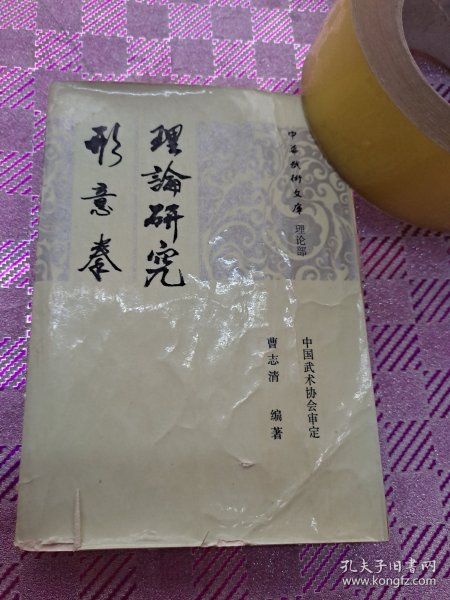 中华武术文库 理论部
理論研究
形意拳
中国武术协会审定
曹志清 编著
孔夫子旧书网
www.kongfz.com